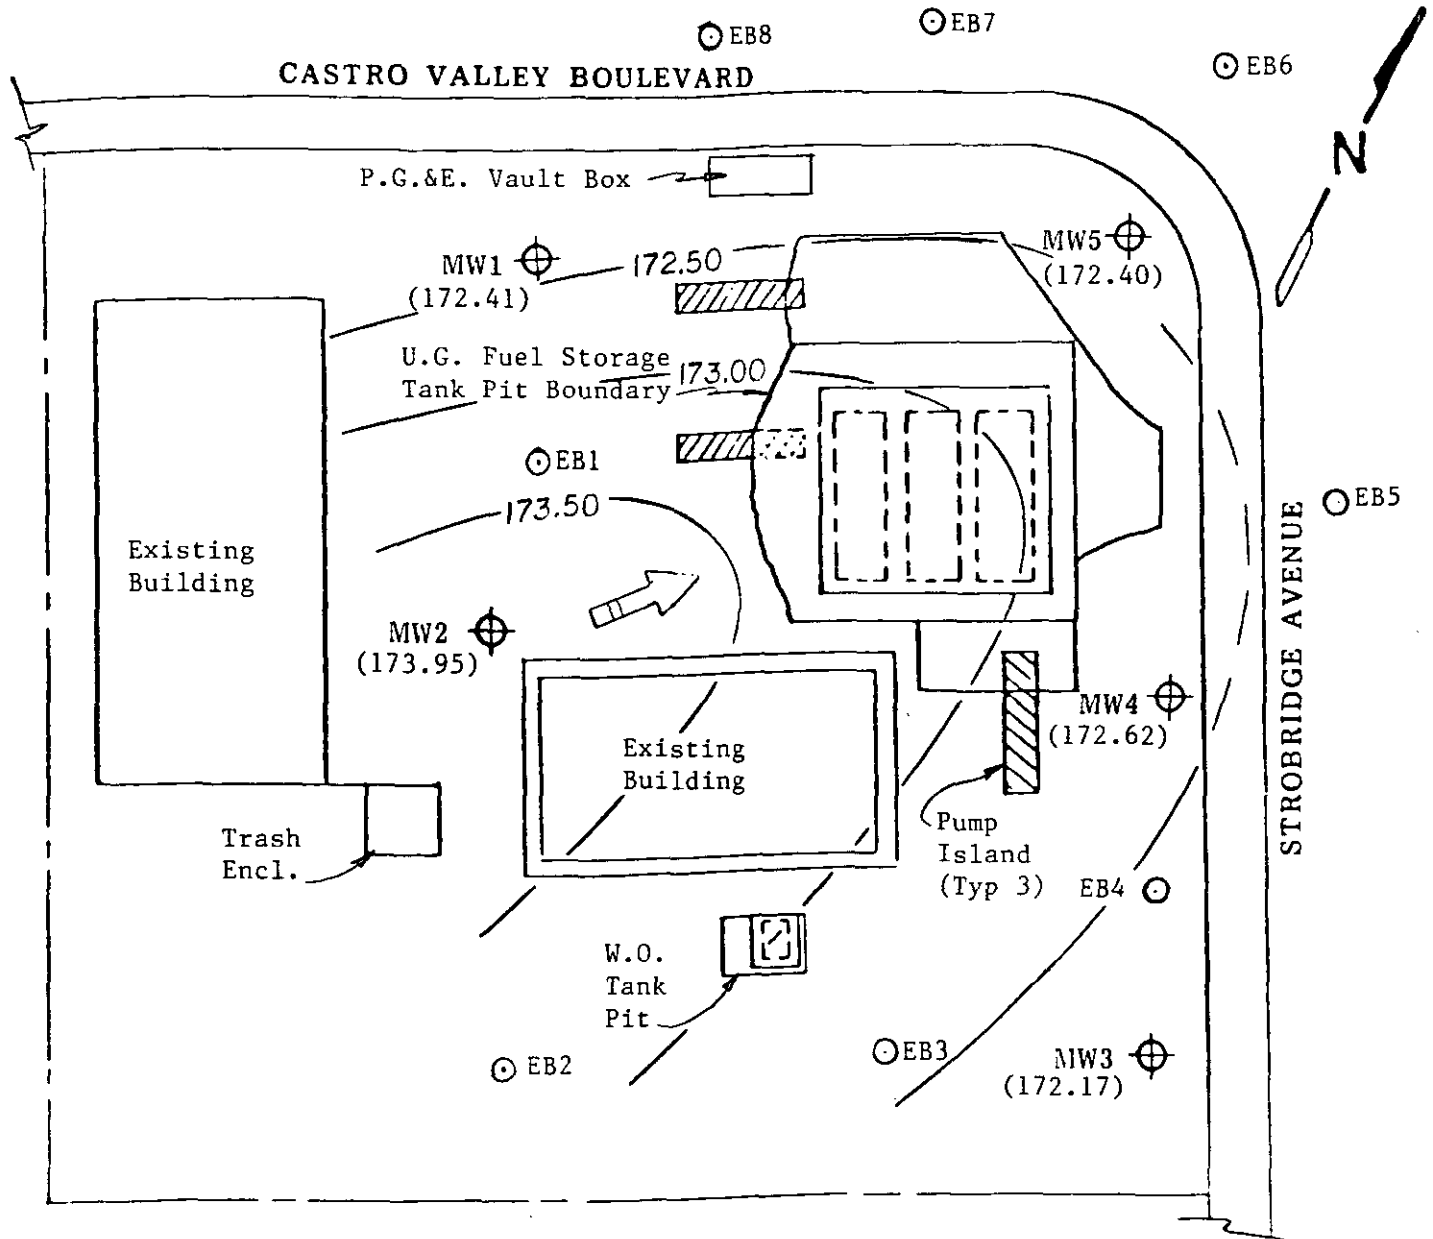 EB8
EB7
EB6
CASTRO VALLEY BOULEVARD
N
P.G.&E. Vault Box
MW1
(172.41)
172.50
MW5
(172.40)
U.G. Fuel Storage
Tank Pit Boundary
173.00
EB1
173.50
EB5
Existing
Building
MW2
(173.95)
STROBRIDGE AVENUE
MW4
(172.62)
Existing
Building
Trash
Encl.
Pump
Island
(Typ 3)
EB4
W.O.
Tank
Pit
EB2
EB3
MW3
(172.17)